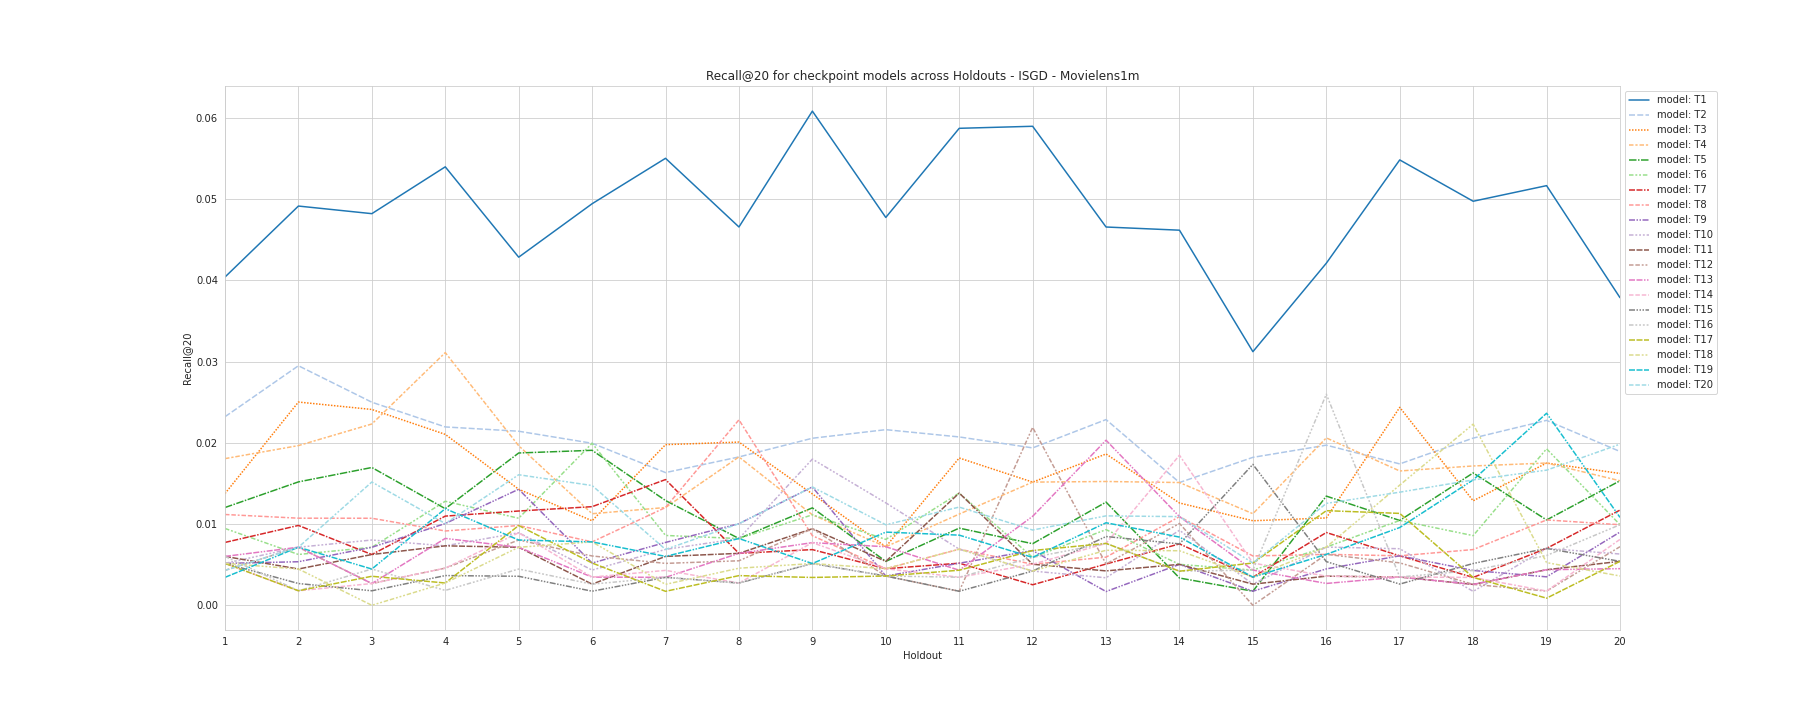 Recall@20 for checkpoint models across Holdouts - ISGD - Movielens1m
0.06
0.05
0.04
0.03
0.02
0.01
0.00
Recall@20
1 2 3 4 5 6 7 8 9 10 11 12 13 14 15 16 17 18 19 20
Holdout
model: T1
model: T2
model: T3
model: T4
model: T5
model: T6
model: T7
model: T8
model: T9
model: T10
model: T11
model: T12
model: T13
model: T14
model: T15
model: T16
model: T17
model: T18
model: T19
model: T20